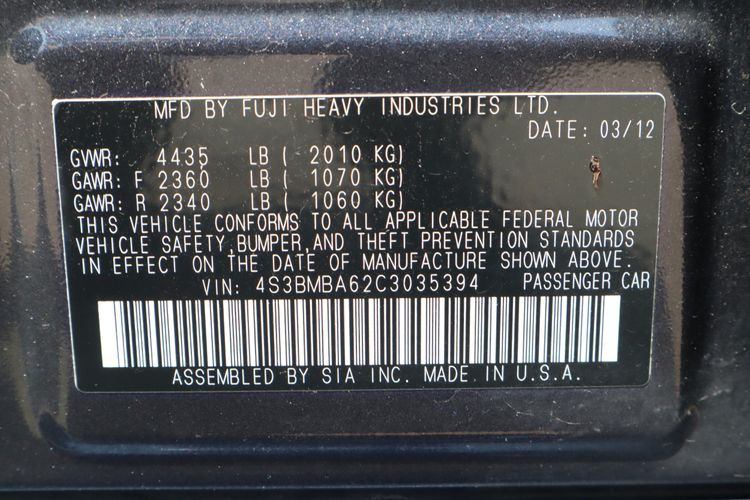 MFD BY FUJI HEAVY INDUSTRIES LTD.
DATE: 03/12
GVWR: 4435 LB ( 2010 KG)
GAWR: F 2360 LB ( 1070 KG)
GAWR: R 2340 LB ( 1060 KG)
THIS VEHICLE CONFORMS TO ALL APPLICABLE FEDERAL MOTOR
VEHICLE SAFETY,BUMPER,AND THEFT PREVENTION STANDARDS
IN EFFECT ON THE DATE OF MANUFACTURE SHOWN ABOVE.
VIN: 4S3BMBA62C3035394 PASSENGER CAR
ASSEMBLED BY SIA INC. MADE IN U.S.A.